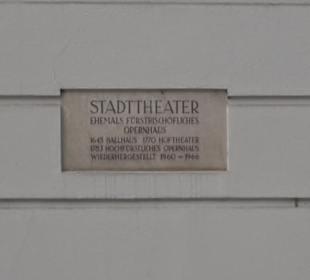 STADTTHEATER
EHEMALS FÜRSTBISCHÖFLICHES
OPERNHAUS
1645 BALLHAUS 1770 HOFTHEATER
1783 HOCHFÜRSTLICHES OPERNHAUS
WIEDERHERGESTELLT 1960-1966